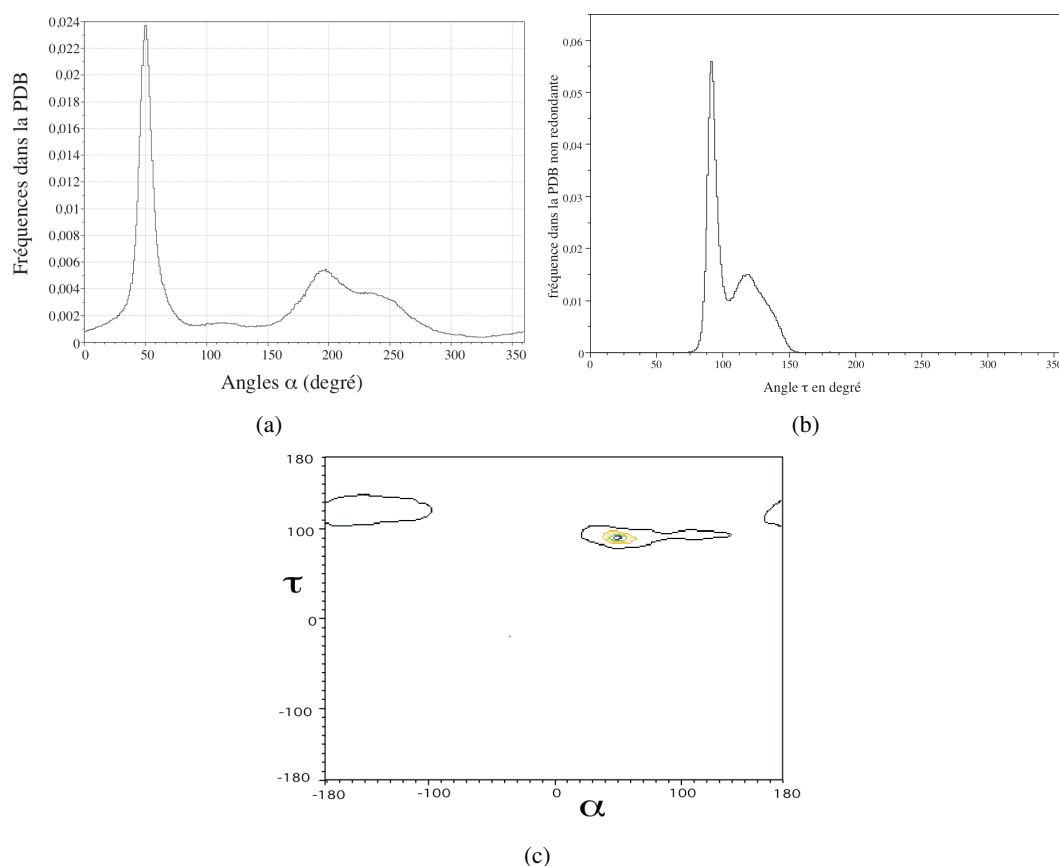 0,024
0,022
0,02
0,018
0,016
0,014
0,012
0,01
0,008
0,006
0,004
0,002
0
Fréquences dans la PDB
0 50 100 150 200 250 300 350
Angles α (degré)
(a)
0,06
0,05
0,04
0,03
0,02
0,01
0
fréquence dans la PDB non redondante
0 50 100 150 200 250 300 350
Angle τ en degré
(b)
180
100
τ
0
-100
-180
-180 -100 0 100 180
α
(c)